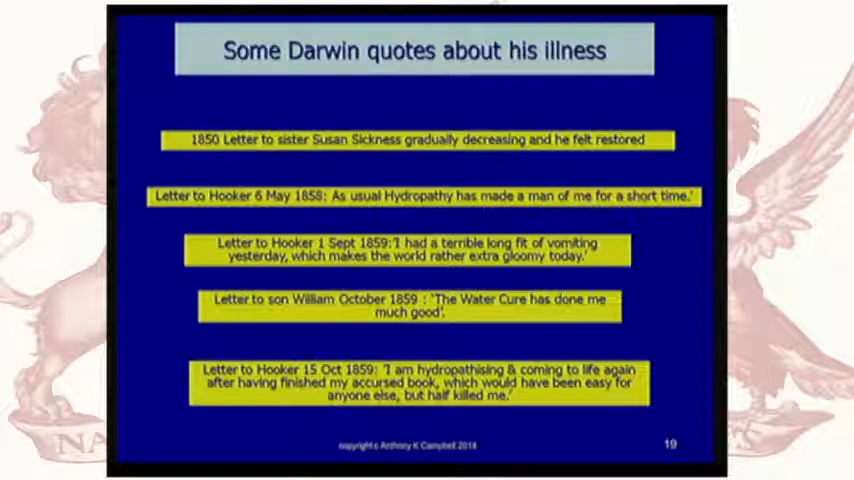 Some Darwin quotes about his illness
1850 Letter to sister Susan Sickness gradually decreasing and he felt restored
Letter to Hooker 6 May 1858: As usual Hydropathy has made a man of me for a short time.'
Letter to Hooker 1 Sept 1859:'I had a terrible long fit of vomiting
yesterday, which makes the world rather extra gloomy today.'
Letter to son William October 1859 : 'The Water Cure has done me
much good'.
Letter to Hooker 15 Oct 1859: 'I am hydropathising & coming to life again
after having finished my accursed book, which would have been easy for
anyone else, but half killed me.'
copyright© Anthony K Campbell 2014
19
NA